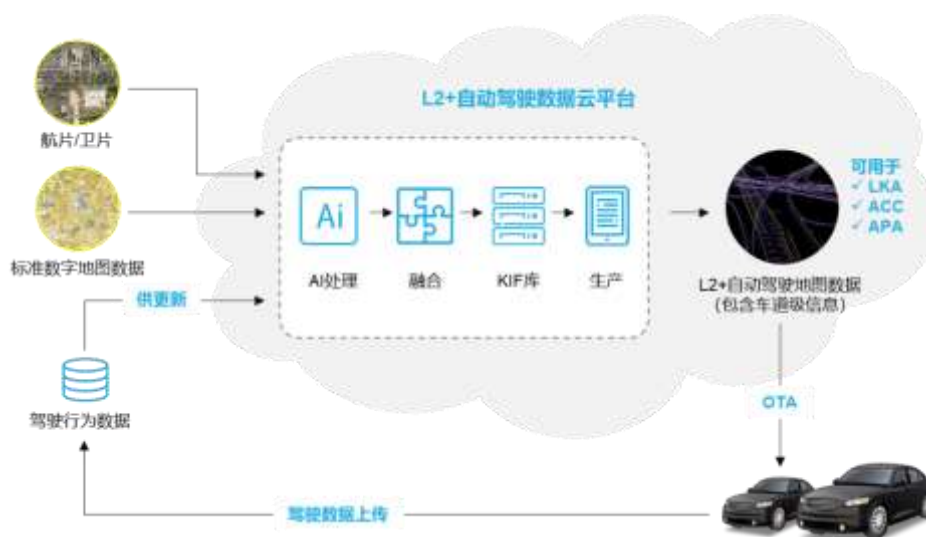 L2+自动驾驶数据云平台
航片/卫片
标准数字地图数据
供更新
驾驶行为数据
Ai
AI处理
融合
KIF库
生产
可用于
✓ LKA
✓ ACC
✓ APA
L2+自动驾驶地图数据
(包含车道级信息)
OTA
驾驶数据上传